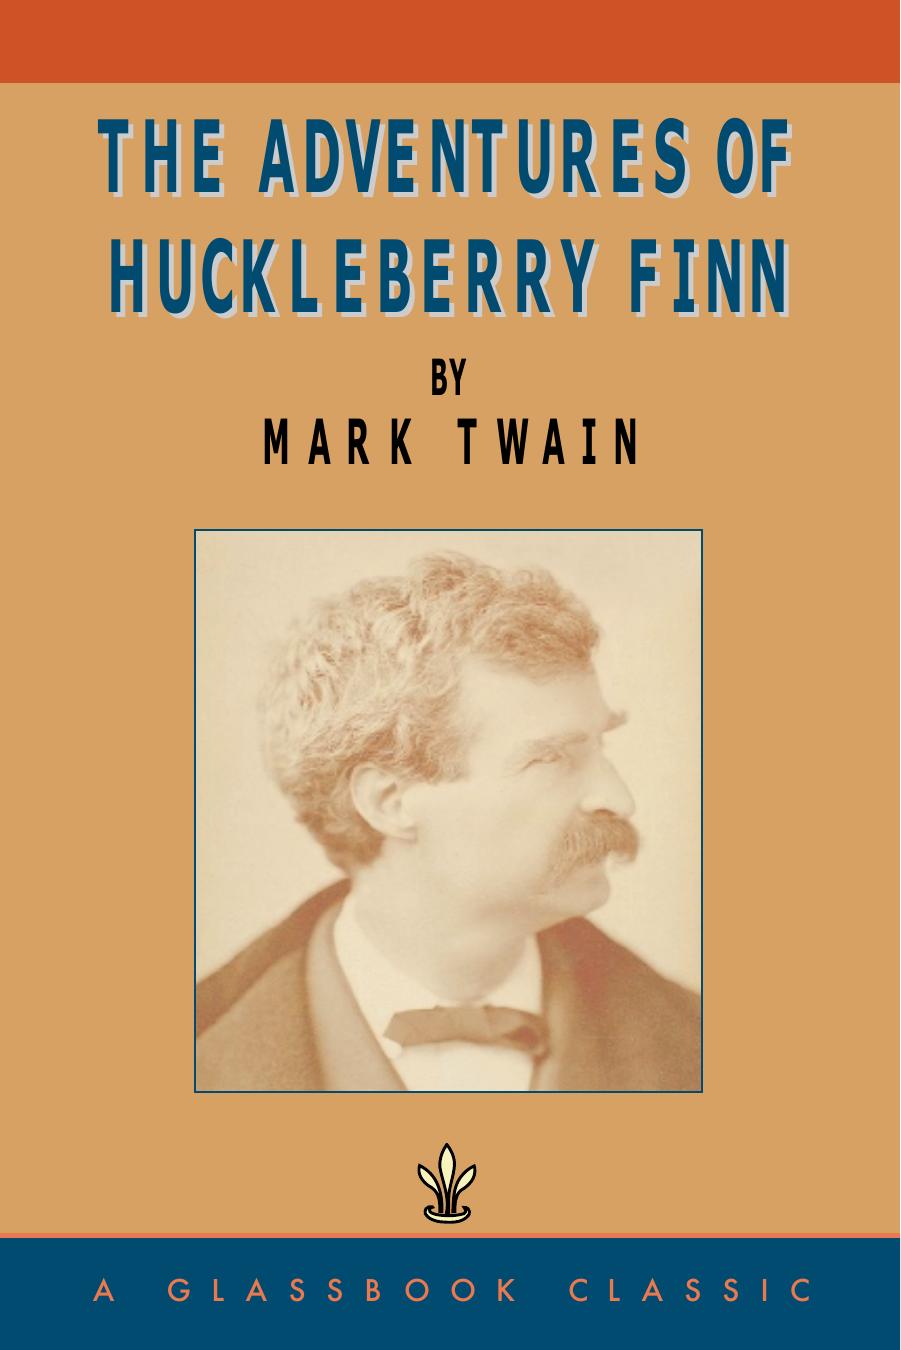 THE ADVENTURES OF
HUCKLEBERRY FINN
BY
MARK TWAIN
A GLASSBOOK CLASSIC